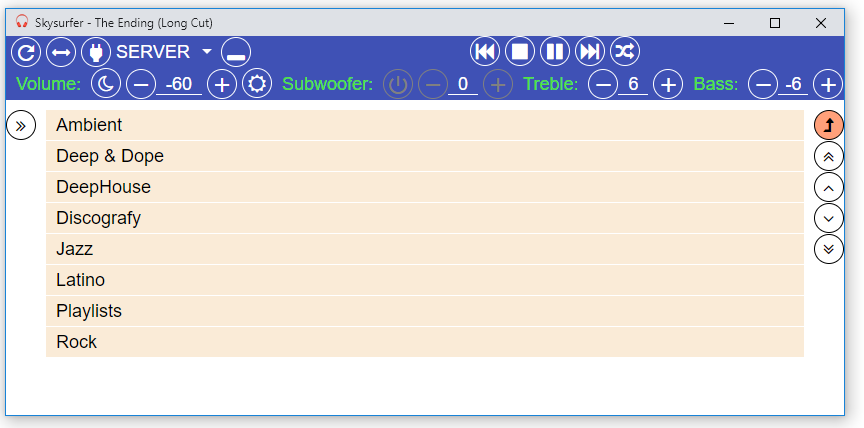 Skysurfer - The Ending (Long Cut)
SERVER
Volume: -60 Subwoofer: 0 Treble: 6 Bass: -6
Ambient
Deep & Dope
DeepHouse
Discografy
Jazz
Latino
Playlists
Rock